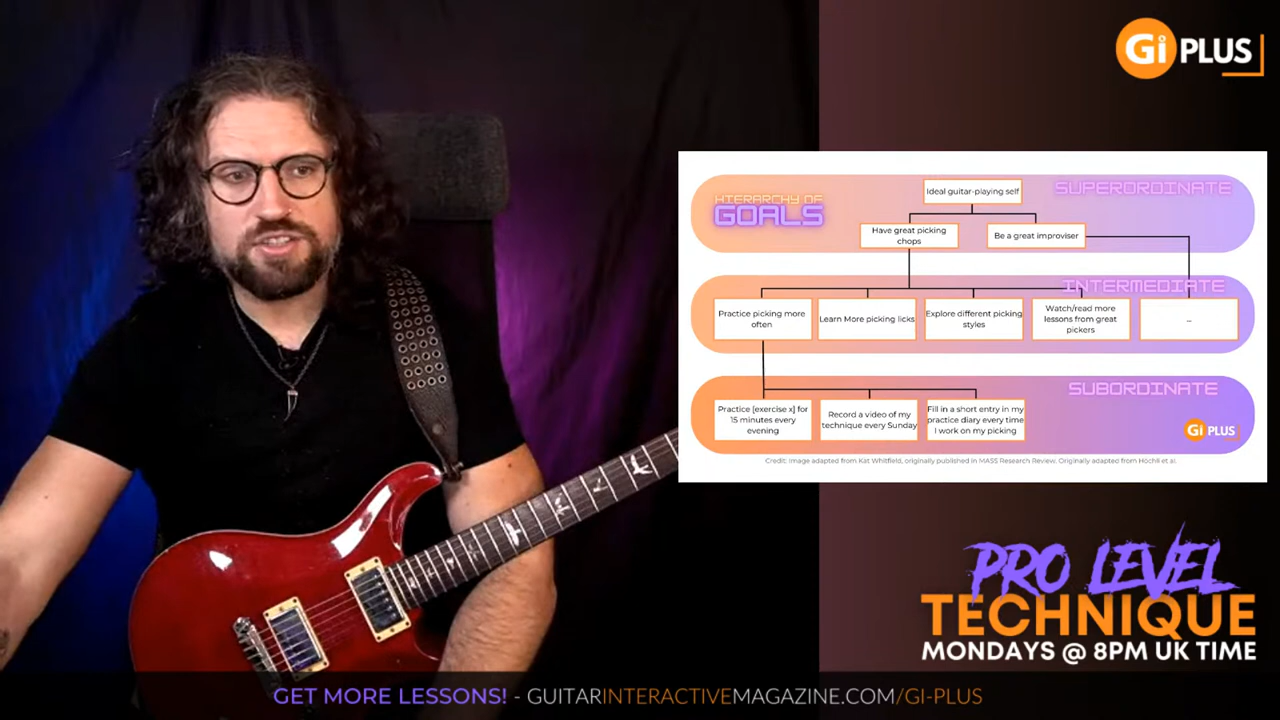 Gi PLUS
HIERARCHY OF
GOALS
SUPERORDINATE
Ideal guitar-playing self
Have great picking
chops
Be a great improviser
INTERMEDIATE
Practice picking more
often
Learn More picking licks
Explore different picking
styles
Watch/read more
lessons from great
pickers
...
SUBORDINATE
Practice [exercise x] for
15 minutes every
evening
Record a video of my
technique every Sunday
Fill in a short entry in my
practice diary every time
I work on my picking
Gi PLUS
Credit: Image adapted from Kat Whitfield, originally published in MASS Research Review. Originally adapted from Höchli et al.
PRO LEVEL
TECHNIQUE
MONDAYS @ 8PM UK TIME
GET MORE LESSONS! - GUITARINTERACTIVEMAGAZINE.COM/GI-PLUS